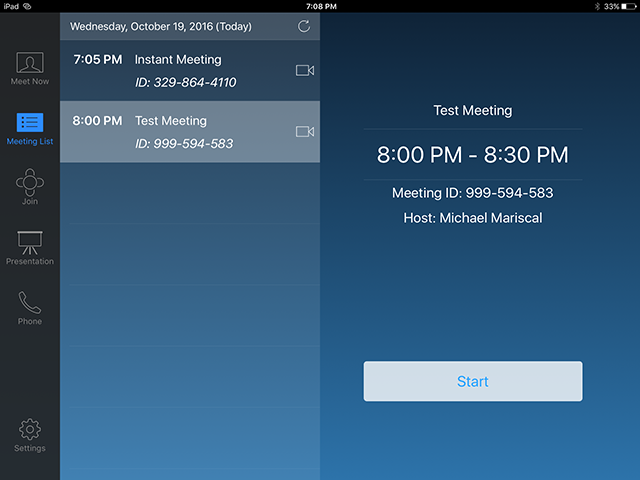 iPad
7:08 PM
33%
Meet Now
Meeting List
Join
Presentation
Phone
Settings
Wednesday, October 19, 2016 (Today)
7:05 PM Instant Meeting
ID: 329-864-4110
8:00 PM Test Meeting
ID: 999-594-583
Test Meeting
8:00 PM - 8:30 PM
Meeting ID: 999-594-583
Host: Michael Mariscal
Start